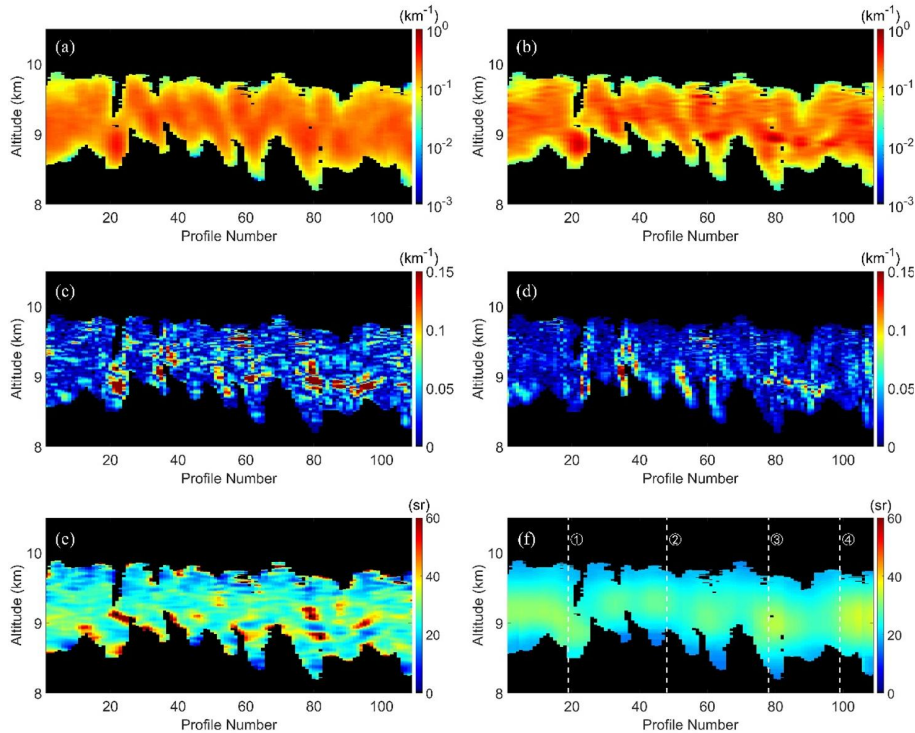 (km⁻¹) (km⁻¹)
(a) 10⁰ (b) 10⁰
10 10
10⁻¹ 10⁻¹
Altitude (km) 9 Altitude (km) 9
10⁻² 10⁻²
8 10⁻³ 8 10⁻³
20 40 60 80 100 20 40 60 80 100
Profile Number Profile Number
(km⁻¹) (km⁻¹)
(c) 0.15 (d) 0.15
10 10
0.1 0.1
Altitude (km) 9 Altitude (km) 9
0.05 0.05
8 0 8 0
20 40 60 80 100 20 40 60 80 100
Profile Number Profile Number
(sr) (sr)
(e) 60 (f) ① ② ③ ④ 60
10 10
40 40
Altitude (km) 9 Altitude (km) 9
20 20
8 0 8 0
20 40 60 80 100 20 40 60 80 100
Profile Number Profile Number